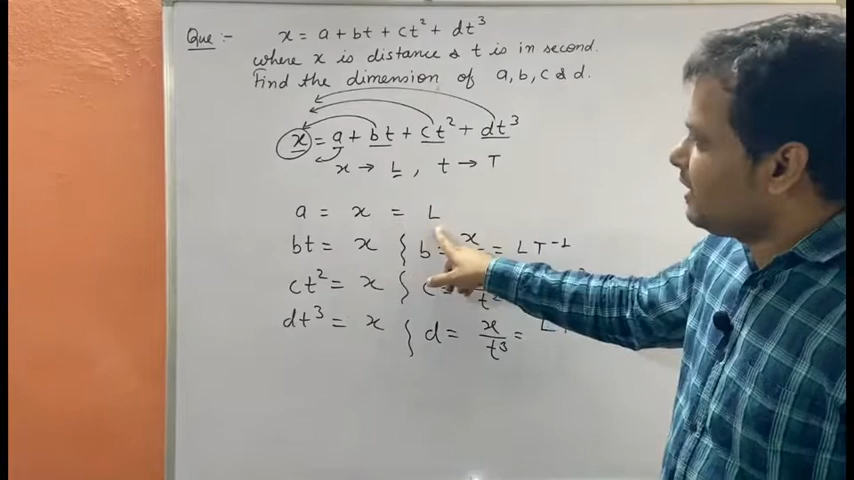 Que :- x = a + bt + ct² + dt³
where x is distance & t is in second.
Find the dimension of a, b, c & d.
x = a + bt + ct² + dt³
x → L , t → T
a = x = L
bt = x { b = x = LT⁻¹
ct² = x { c = t²
dt³ = x { d = x/t³ = L